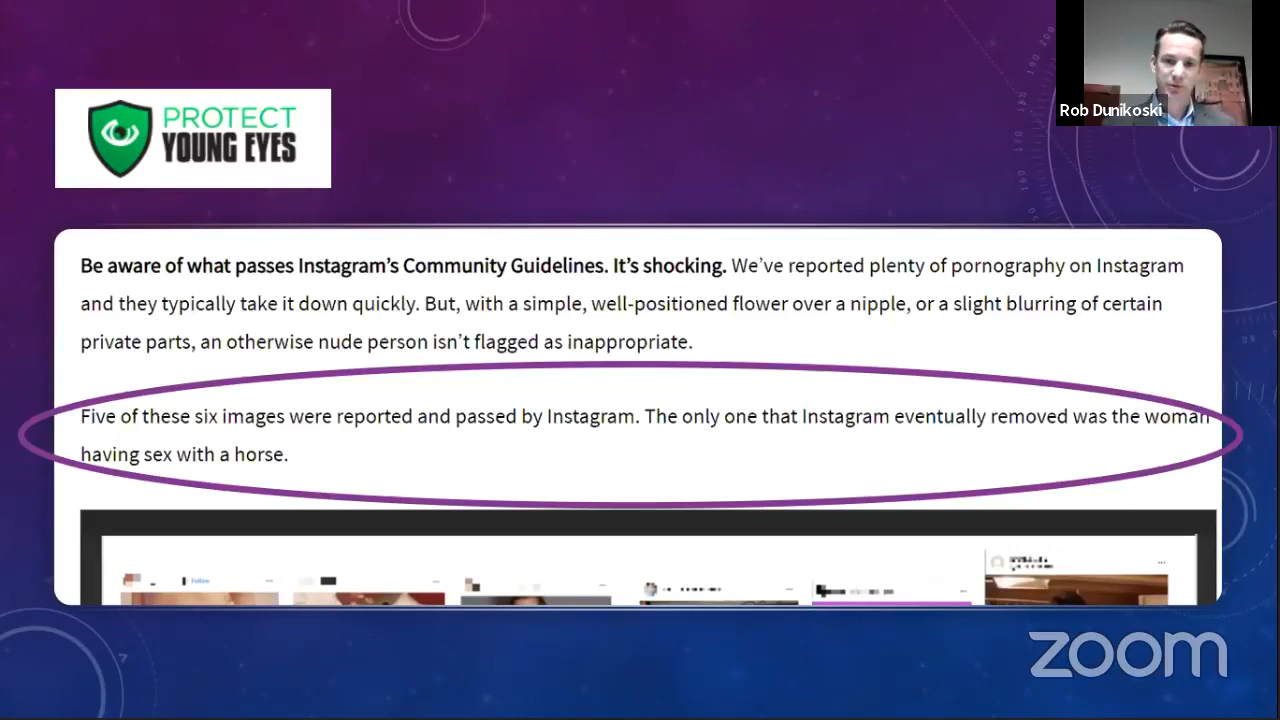 Rob Dunikoski
PROTECT
YOUNG EYES
Be aware of what passes Instagram's Community Guidelines. It's shocking. We've reported plenty of pornography on Instagram
and they typically take it down quickly. But, with a simple, well-positioned flower over a nipple, or a slight blurring of certain
private parts, an otherwise nude person isn't flagged as inappropriate.
Five of these six images were reported and passed by Instagram. The only one that Instagram eventually removed was the woman
having sex with a horse.
Follow
zoom